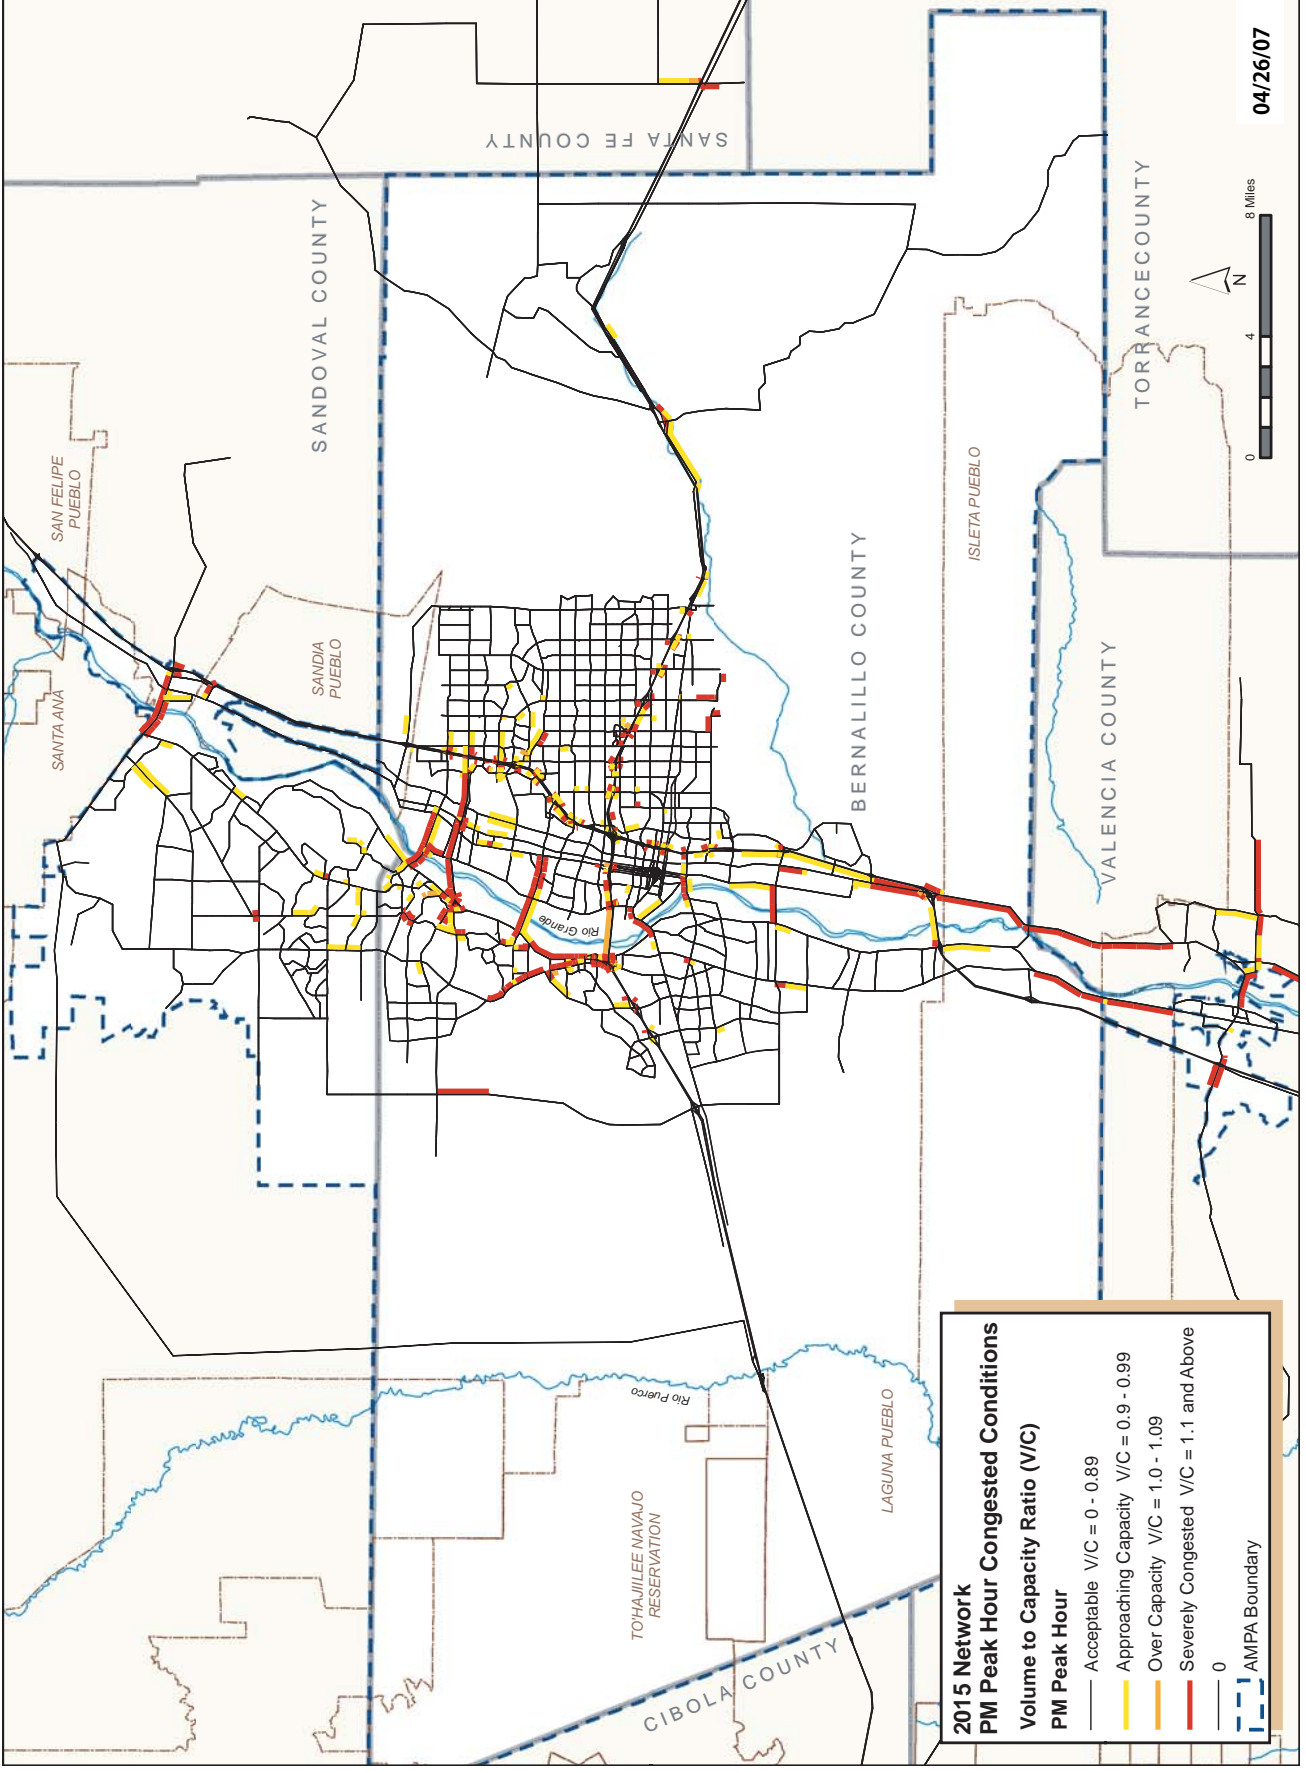 SANTA FE COUNTY
SANDOVAL COUNTY
SAN FELIPE
PUEBLO
SANTA ANA
SANDIA
PUEBLO
BERNALILLO COUNTY
ISLETA PUEBLO
TORRANCECOUNTY
VALENCIA COUNTY
Rio Grande
Rio Puerco
TO'HAJIILEE NAVAJO
RESERVATION
LAGUNA PUEBLO
CIBOLA COUNTY
04/26/07
N
0 4 8 Miles
2015 Network
PM Peak Hour Congested Conditions
Volume to Capacity Ratio (V/C)
PM Peak Hour
Acceptable V/C = 0 - 0.89
Approaching Capacity V/C = 0.9 - 0.99
Over Capacity V/C = 1.0 - 1.09
Severely Congested V/C = 1.1 and Above
0
AMPA Boundary